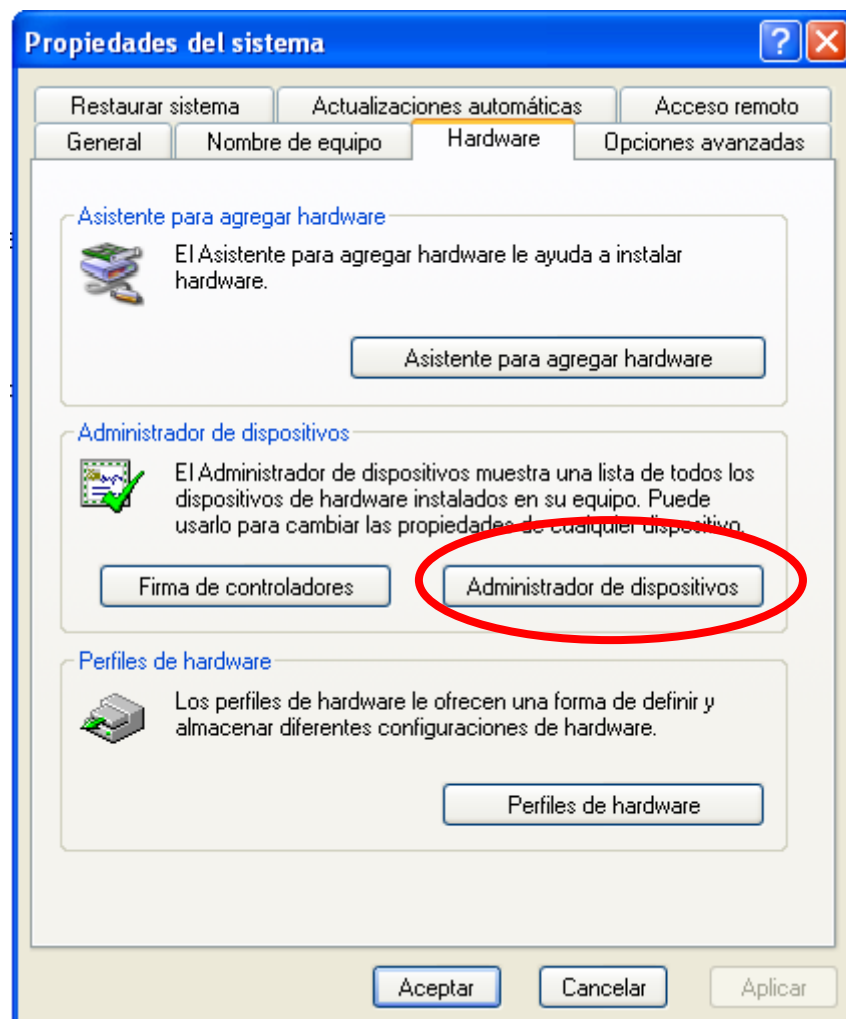 Propiedades del sistema
Restaurar sistema
Actualizaciones automáticas
Acceso remoto
General
Nombre de equipo
Hardware
Opciones avanzadas
Asistente para agregar hardware
El Asistente para agregar hardware le ayuda a instalar
hardware.
Asistente para agregar hardware
Administrador de dispositivos
El Administrador de dispositivos muestra una lista de todos los
dispositivos de hardware instalados en su equipo. Puede
usarlo para cambiar las propiedades de cualquier dispositivo.
Firma de controladores
Administrador de dispositivos
Perfiles de hardware
Los perfiles de hardware le ofrecen una forma de definir y
almacenar diferentes configuraciones de hardware.
Perfiles de hardware
Aceptar
Cancelar
Aplicar